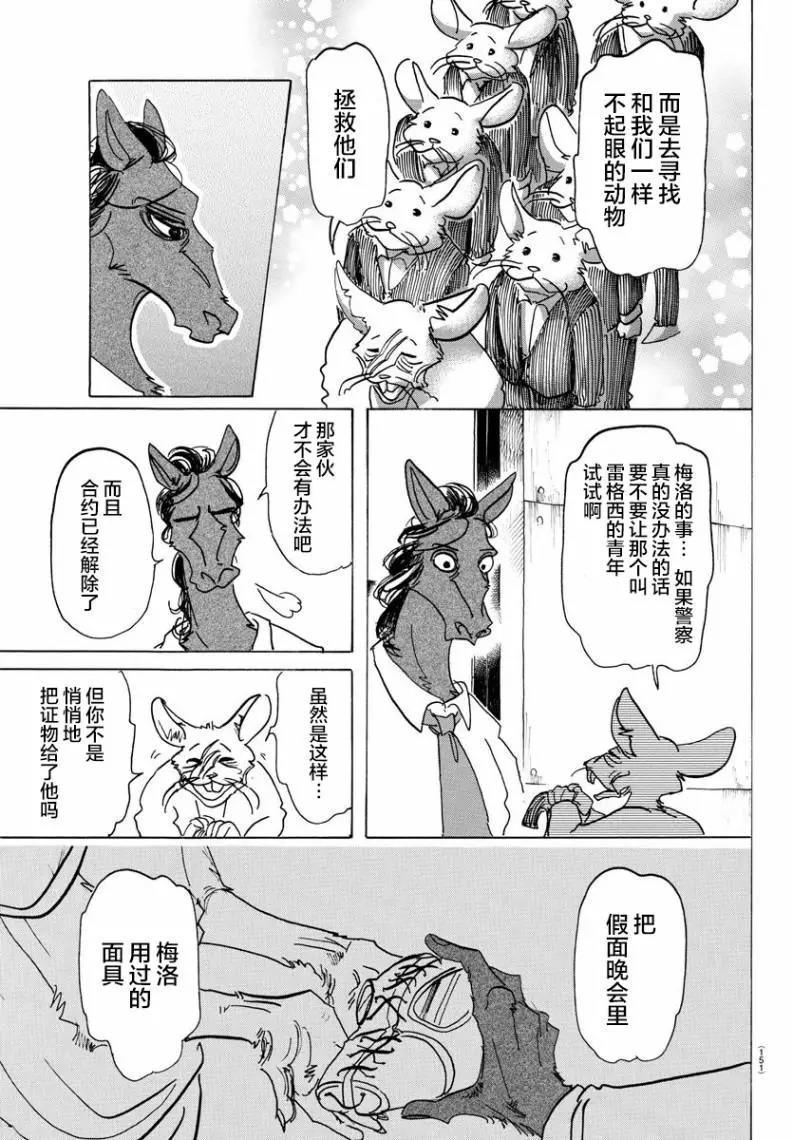 而是去寻找
和我们一样
不起眼的动物
拯救他们
梅洛的事… 如果警察
真的没办法的话
要不要让那个叫
雷格西的青年
试试啊
那家伙
才不会有办法吧
而且
合约已经解除了
虽然是这样…
但你不是
悄悄地
把证物给了他吗
把
假面晚会里
梅洛
用过的
面具
(151)